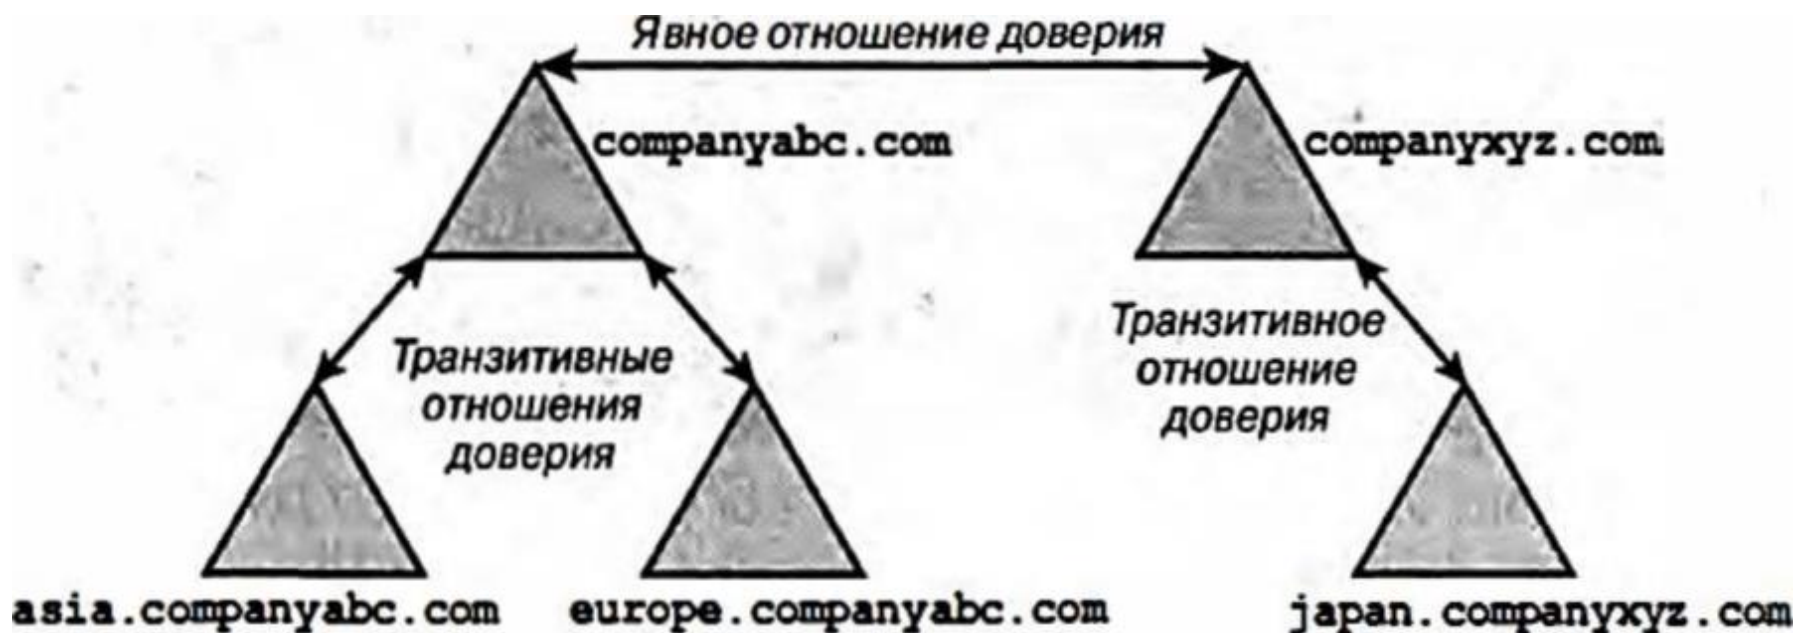 Явное отношение доверия
companyabc.com
companyxyz.com
Транзитивные
отношения
доверия
Транзитивное
отношение
доверия
asia.companyabc.com
europe.companyabc.com
japan.companyxyz.com